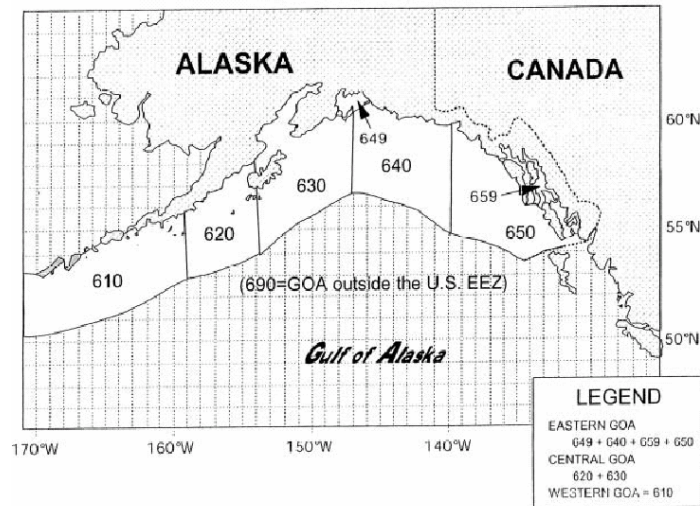 ALASKA
CANADA
60°N
649
640
630
659
620
55°N
650
610
(690=GOA outside the U.S. EEZ)
50°N
Gulf of Alaska
LEGEND
EASTERN GOA
649 + 640 + 659 + 650
CENTRAL GOA
620 + 630
WESTERN GOA = 610
170°W
160°W
150°W
140°W